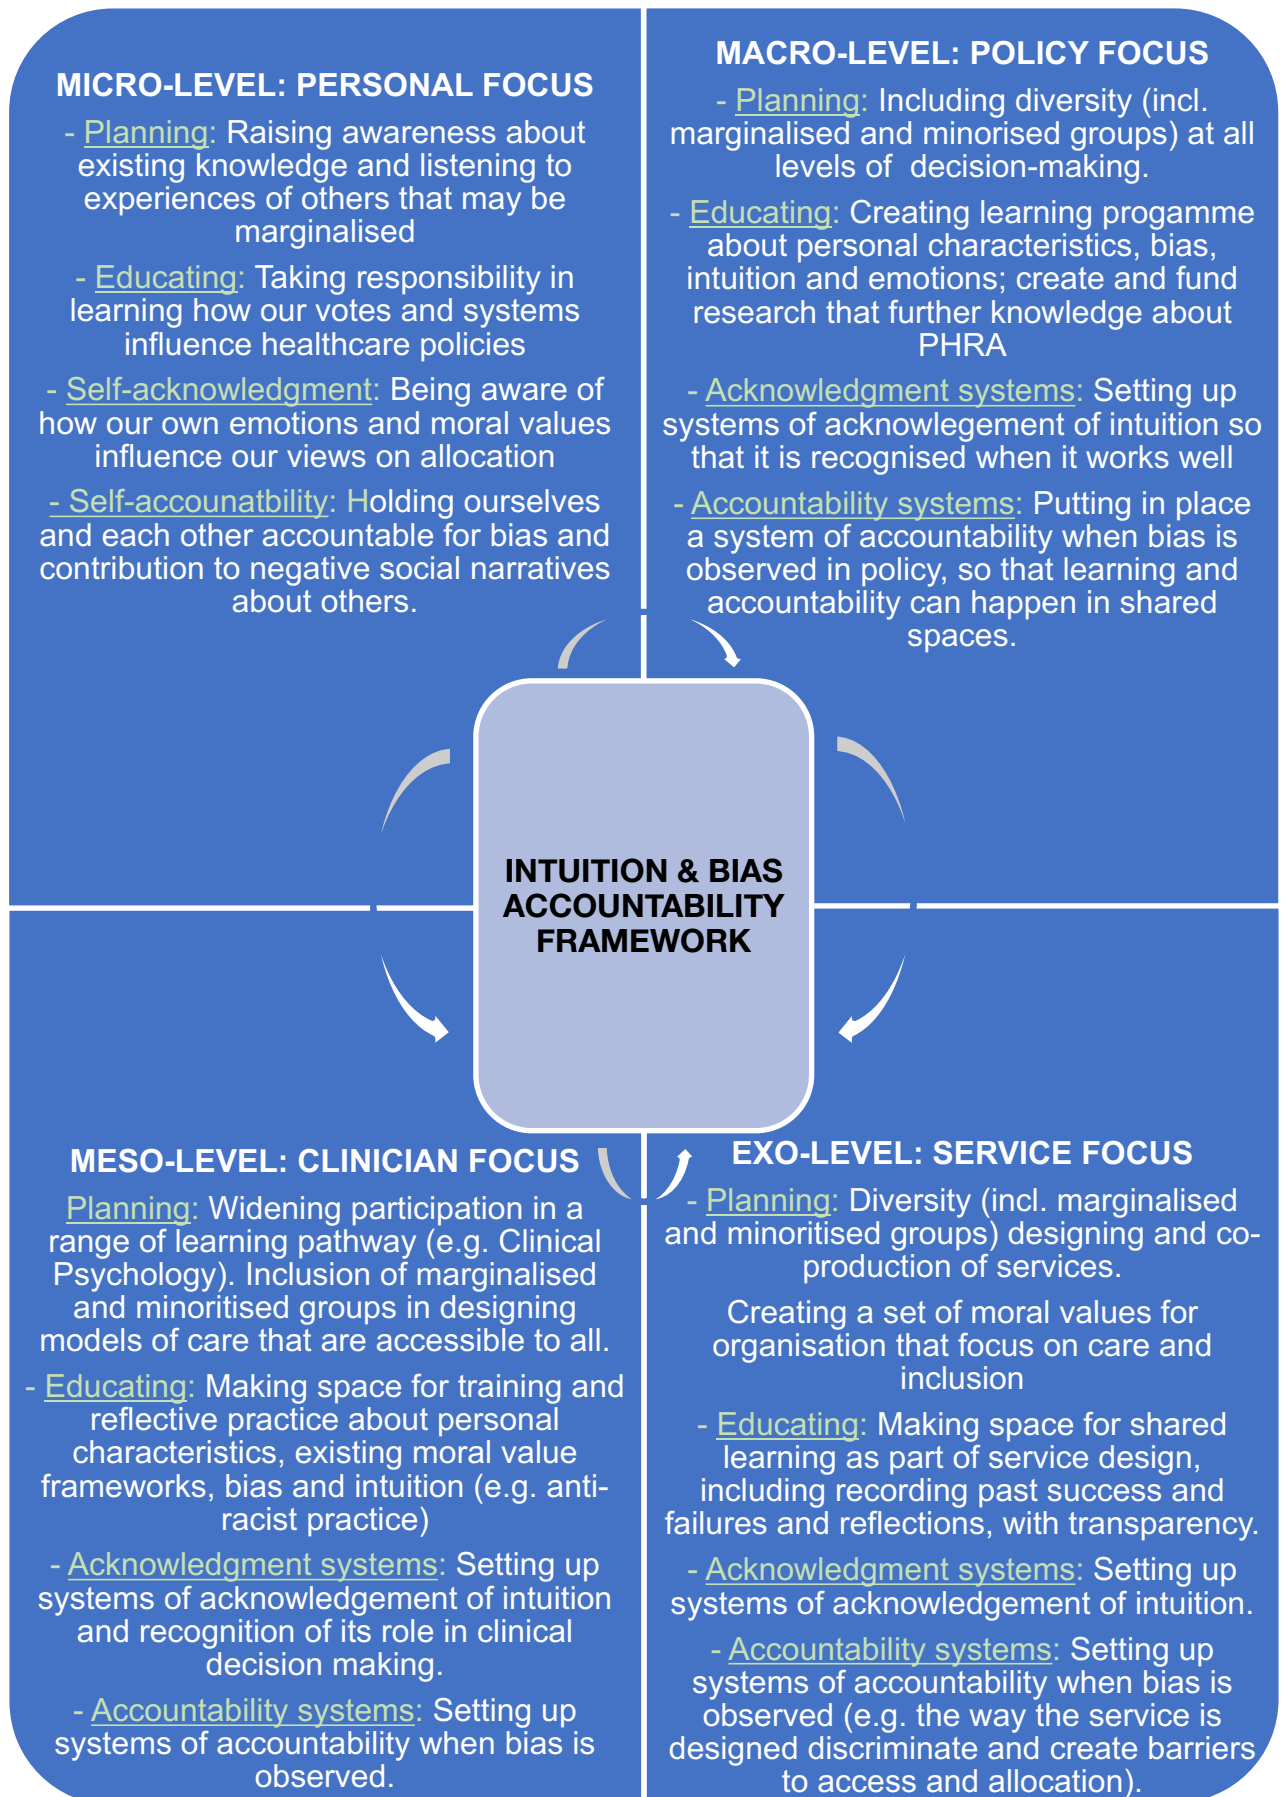 MICRO-LEVEL: PERSONAL FOCUS
- Planning: Raising awareness about
existing knowledge and listening to
experiences of others that may be
marginalised
- Educating: Taking responsibility in
learning how our votes and systems
influence healthcare policies
- Self-acknowledgment: Being aware of
how our own emotions and moral values
influence our views on allocation
- Self-accounatbility: Holding ourselves
and each other accountable for bias and
contribution to negative social narratives
about others.
MACRO-LEVEL: POLICY FOCUS
- Planning: Including diversity (incl.
marginalised and minorised groups) at all
levels of  decision-making.
- Educating: Creating learning progamme
about personal characteristics, bias,
intuition and emotions; create and fund
research that further knowledge about
PHRA
- Acknowledgment systems: Setting up
systems of acknowlegement of intuition so
that it is recognised when it works well
- Accountability systems: Putting in place
a system of accountability when bias is
observed in policy, so that learning and
accountability can happen in shared
spaces.
INTUITION & BIAS
ACCOUNTABILITY
FRAMEWORK
MESO-LEVEL: CLINICIAN FOCUS
Planning: Widening participation in a
range of learning pathway (e.g. Clinical
Psychology). Inclusion of marginalised
and minoritised groups in designing
models of care that are accessible to all.
- Educating: Making space for training and
reflective practice about personal
characteristics, existing moral value
frameworks, bias and intuition (e.g. anti-
racist practice)
- Acknowledgment systems: Setting up
systems of acknowledgement of intuition
and recognition of its role in clinical
decision making.
- Accountability systems: Setting up
systems of accountability when bias is
observed.
EXO-LEVEL: SERVICE FOCUS
- Planning: Diversity (incl. marginalised
and minoritised groups) designing and co-
production of services.
Creating a set of moral values for
organisation that focus on care and
inclusion
- Educating: Making space for shared
learning as part of service design,
including recording past success and
failures and reflections, with transparency.
- Acknowledgment systems: Setting up
systems of acknowledgement of intuition.
- Accountability systems: Setting up
systems of accountability when bias is
observed (e.g. the way the service is
designed discriminate and create barriers
to access and allocation).